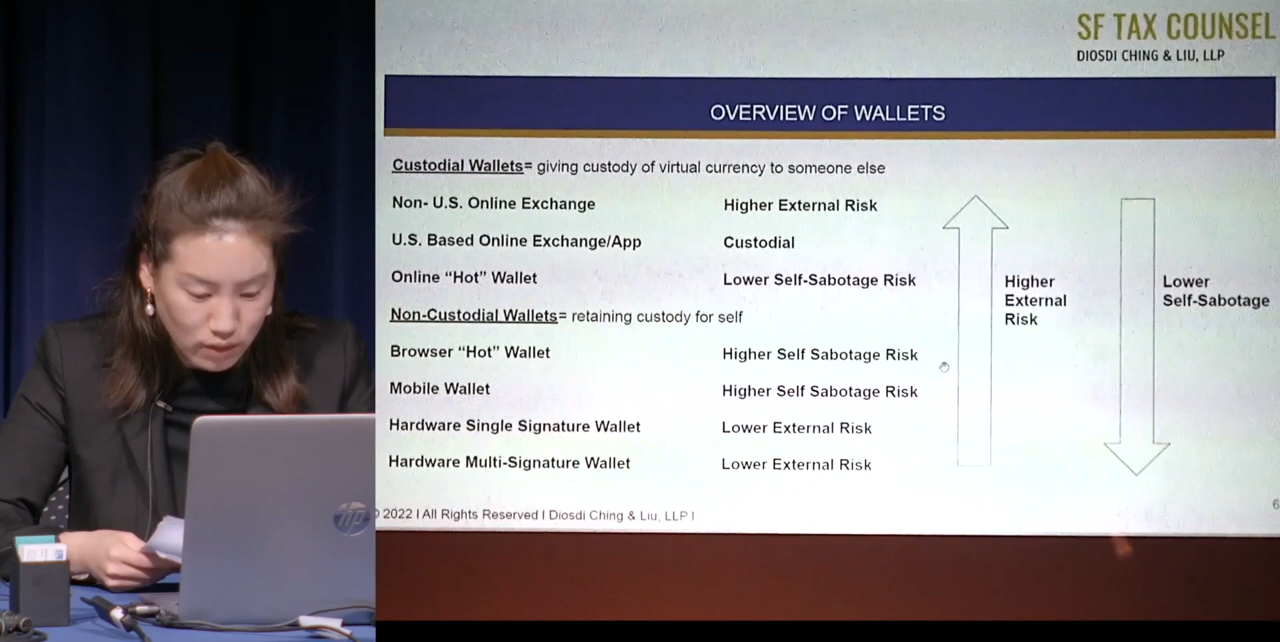 SF TAX COUNSEL
DIOSDI CHING & LIU, LLP
OVERVIEW OF WALLETS
Custodial Wallets= giving custody of virtual currency to someone else
Non- U.S. Online Exchange Higher External Risk
U.S. Based Online Exchange/App Custodial
Online “Hot” Wallet Lower Self-Sabotage Risk
Non-Custodial Wallets= retaining custody for self
Browser “Hot” Wallet Higher Self Sabotage Risk
Mobile Wallet Higher Self Sabotage Risk
Hardware Single Signature Wallet Lower External Risk
Hardware Multi-Signature Wallet Lower External Risk
Higher
External
Risk
Lower
Self-Sabotage
© 2022 I All Rights Reserved I Diosdi Ching & Liu, LLP I
6
hp